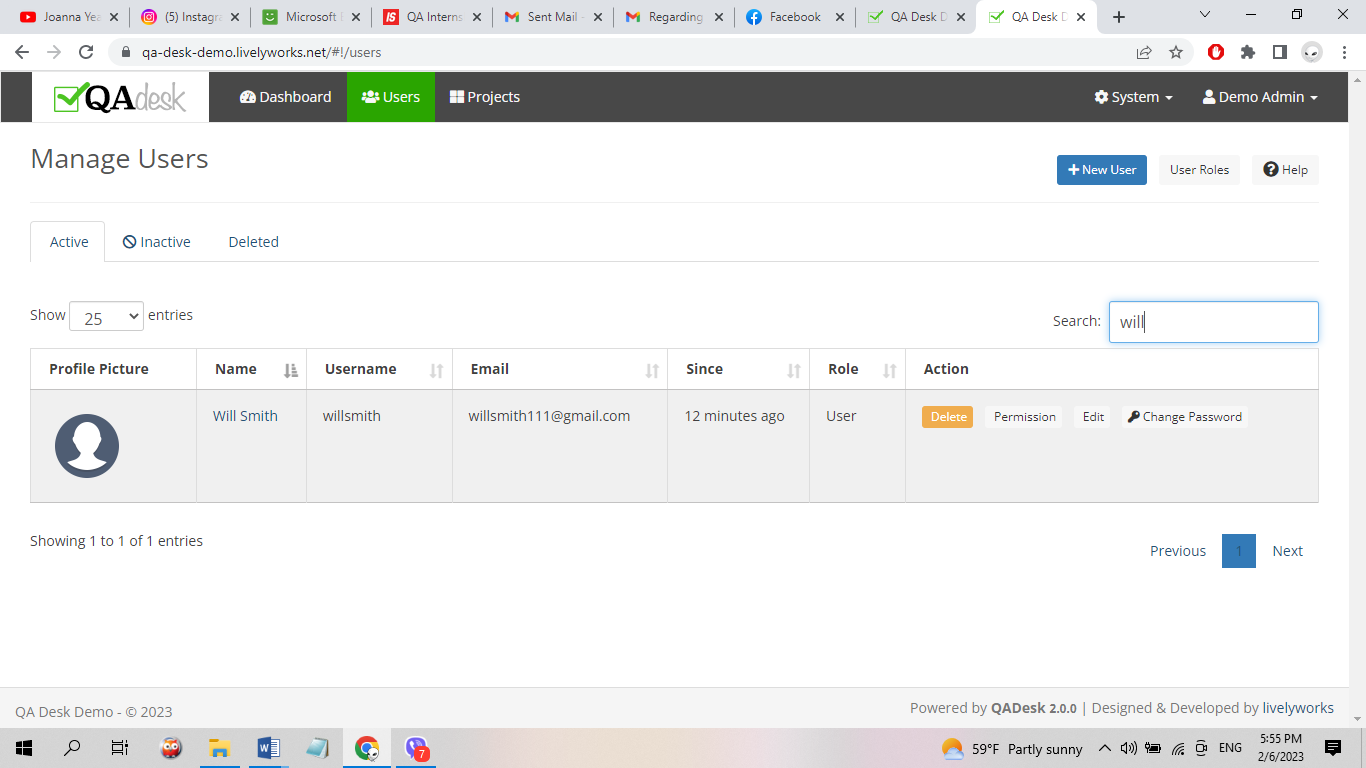 Joanna Yea
(5) Instagra
Microsoft E
QA Interns
Sent Mail -
Regarding
Facebook
QA Desk D
QA Desk D
qa-desk-demo.livelyworks.net/#!/users
QAdesk
Dashboard
Users
Projects
System
Demo Admin
Manage Users
New User
User Roles
Help
Active
Inactive
Deleted
Show 25 entries
Search: will
Profile Picture
Name
Username
Email
Since
Role
Action
Will Smith
willsmith
willsmith111@gmail.com
12 minutes ago
User
Delete
Permission
Edit
Change Password
Showing 1 to 1 of 1 entries
Previous
1
Next
QA Desk Demo - © 2023
Powered by QADesk 2.0.0 | Designed & Developed by livelyworks
7
59°F Partly sunny
ENG
5:55 PM
2/6/2023